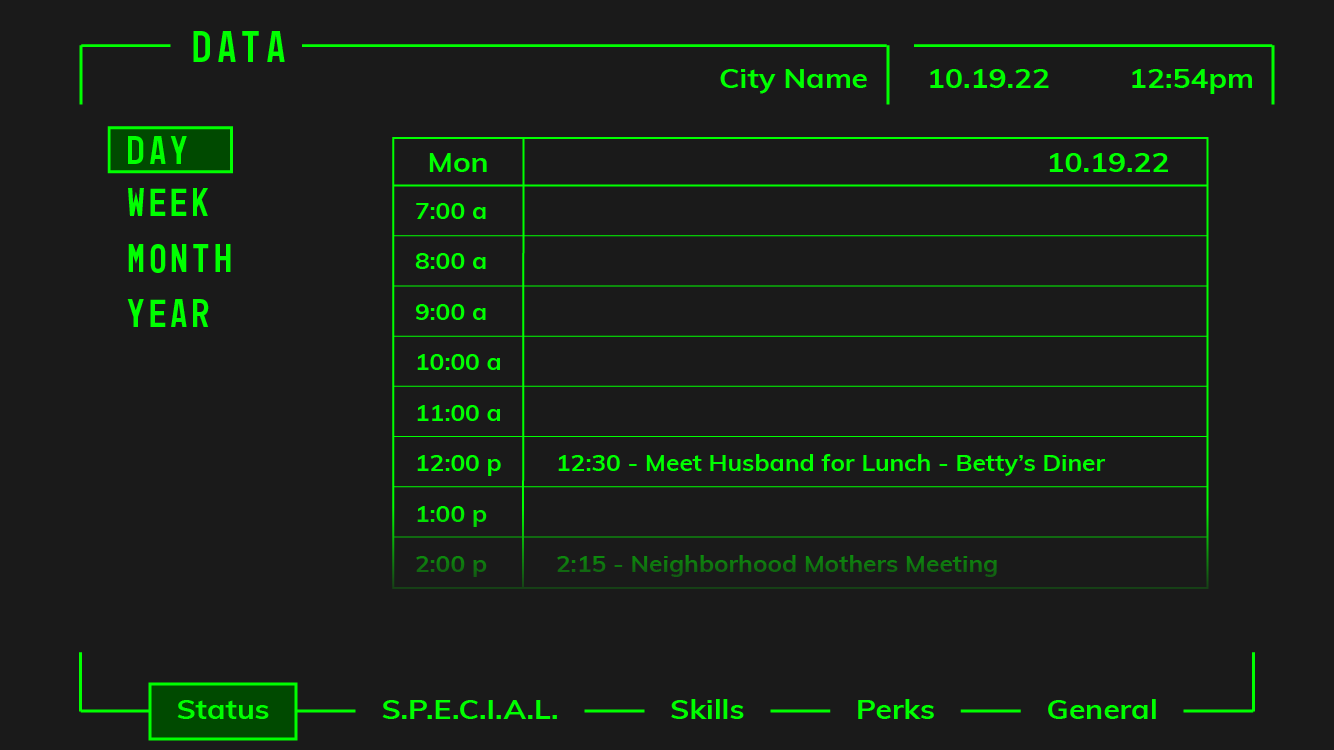 DATA
City Name 10.19.22 12:54pm
DAY
WEEK
MONTH
YEAR
Mon 10.19.22
7:00 a
8:00 a
9:00 a
10:00 a
11:00 a
12:00 p 12:30 - Meet Husband for Lunch - Betty’s Diner
1:00 p
2:00 p 2:15 - Neighborhood Mothers Meeting
Status S.P.E.C.I.A.L. Skills Perks General